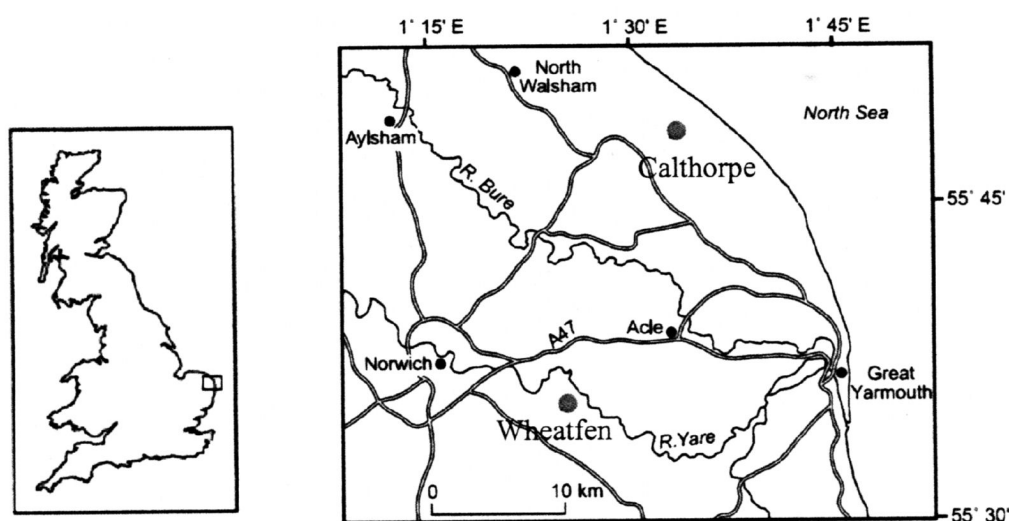 1° 15' E
1° 30' E
1° 45' E
North
Walsham
North Sea
Aylsham
Calthorpe
R. Bure
55° 45'
A47
Acle
Norwich
Great
Yarmouth
Wheatfen
R.Yare
0
10 km
55° 30'